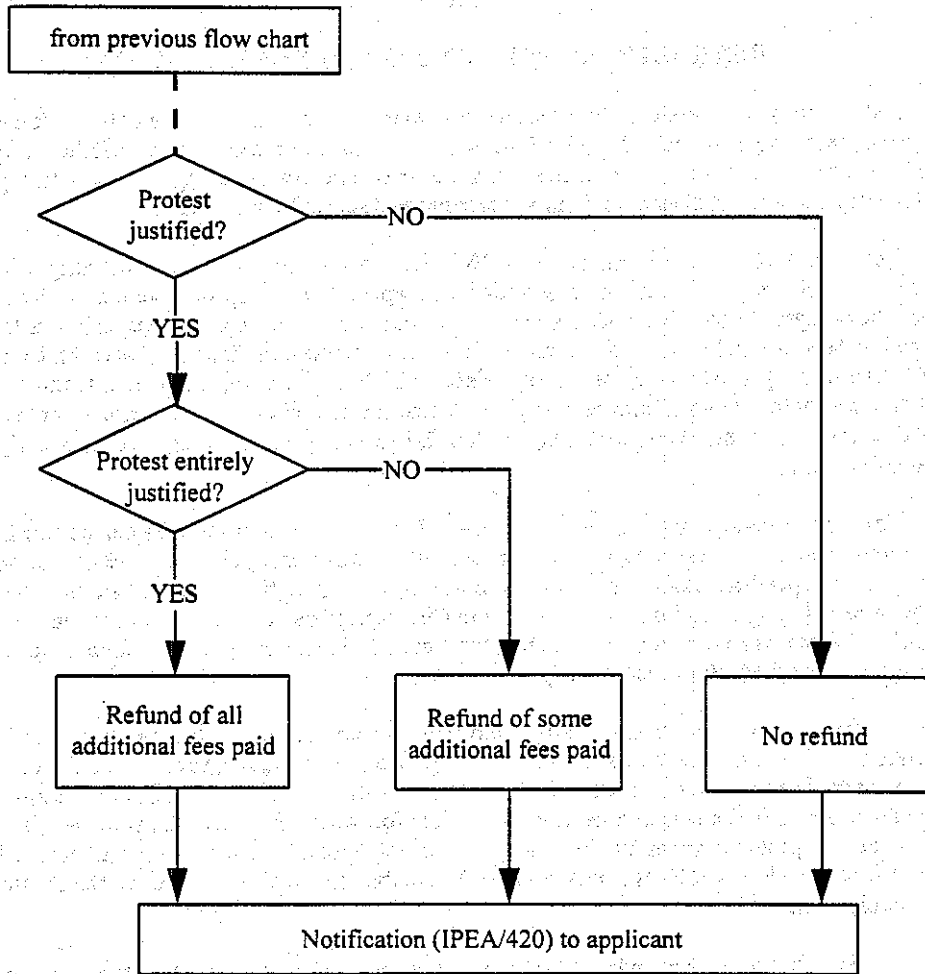 from previous flow chart
Protest
justified?
NO
YES
Protest entirely
justified?
NO
YES
Refund of all
additional fees paid
Refund of some
additional fees paid
No refund
Notification (IPEA/420) to applicant